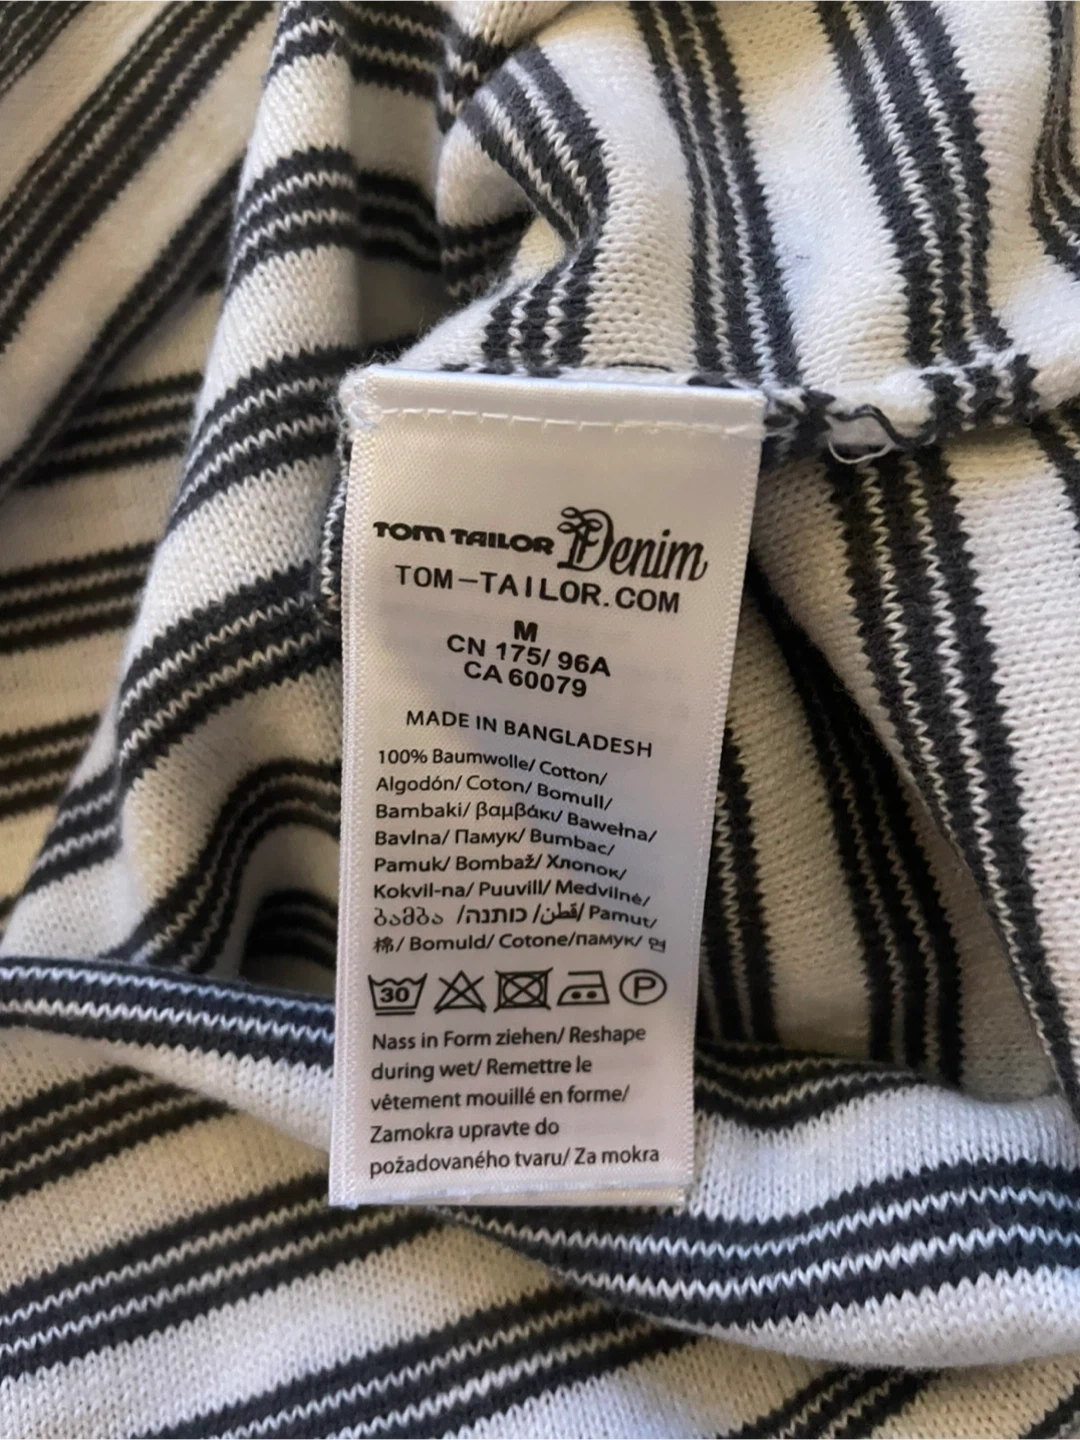 TOM TAILOR Denim
TOM-TAILOR.COM
M
CN 175/ 96A
CA 60079
MADE IN BANGLADESH
100% Baumwolle/ Cotton/
Algodón/ Coton/ Bomull/
Bambaki/ βαμβάκι/ Bawełna/
Bavlna/ Памук/ Bumbac/
Pamuk/ Bombaž/ Хлопок/
Kokvil-na/ Puuvill/ Medvilnė/
ბამბა /כותנה /قطن/ Pamut/
棉/ Bomuld/ Cotone/памук/ 면
30
P
Nass in Form ziehen/ Reshape
during wet/ Remettre le
vêtement mouillé en forme/
Zamokra upravte do
požadovaného tvaru/ Za mokra